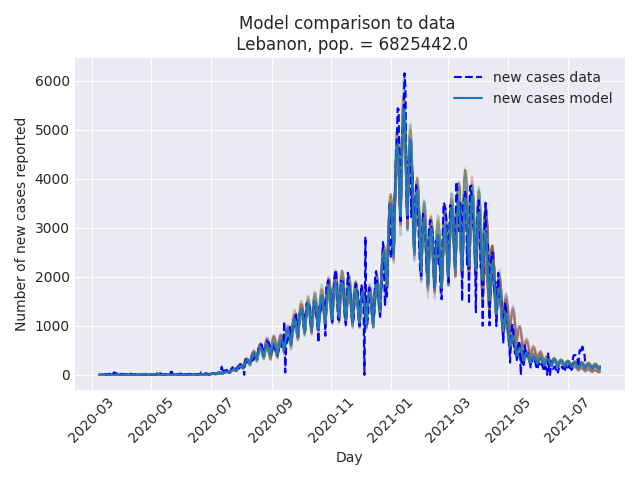 Model comparison to data
Lebanon, pop. = 6825442.0
new cases data
new cases model
Number of new cases reported
6000
5000
4000
3000
2000
1000
0
2020-03
2020-05
2020-07
2020-09
2020-11
2021-01
2021-03
2021-05
2021-07
Day